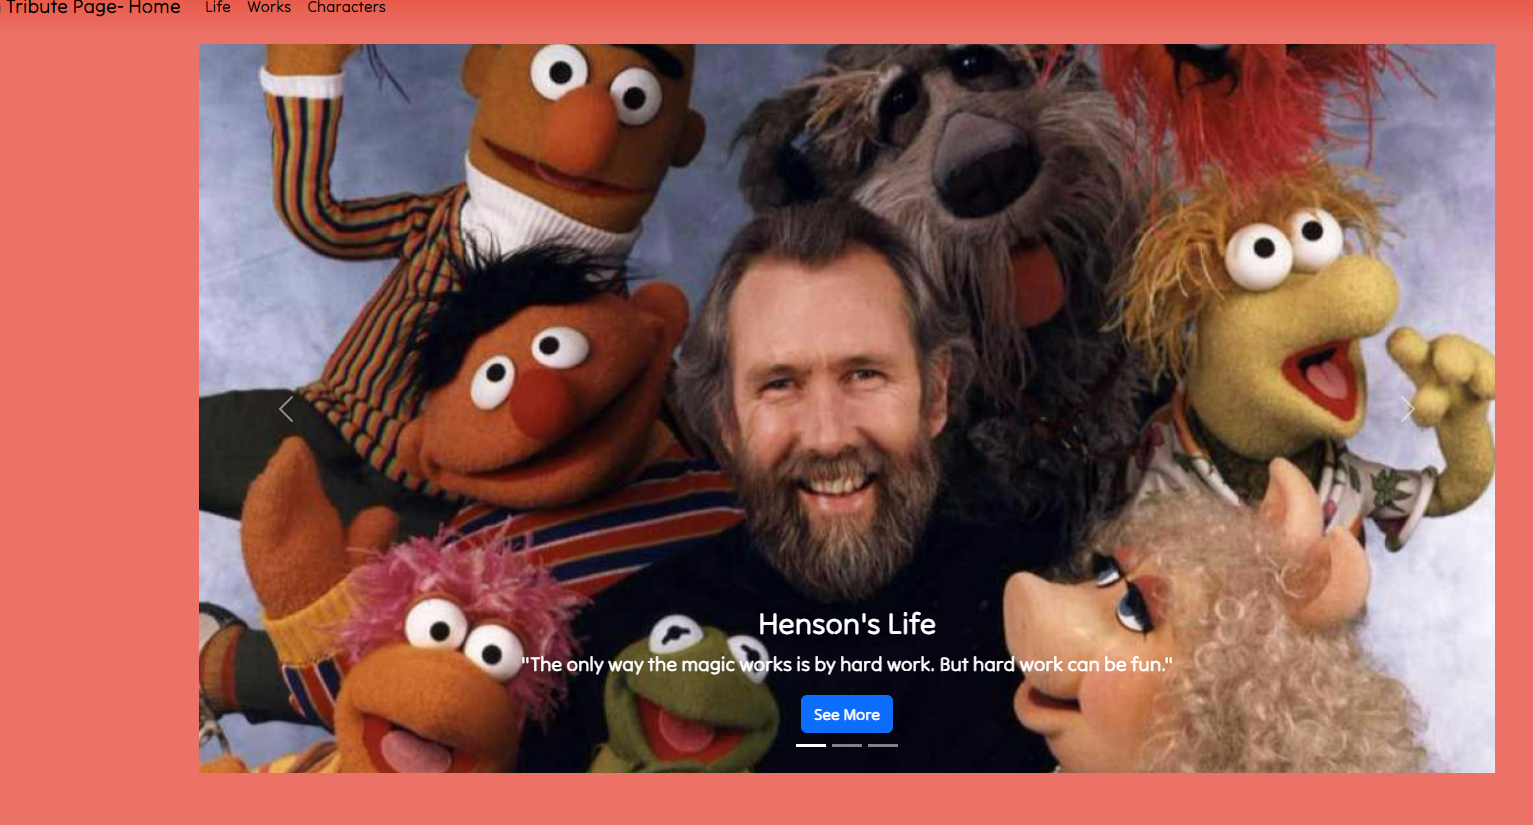 Tribute Page- Home Life Works Characters
Henson's Life
"The only way the magic works is by hard work. But hard work can be fun."
See More